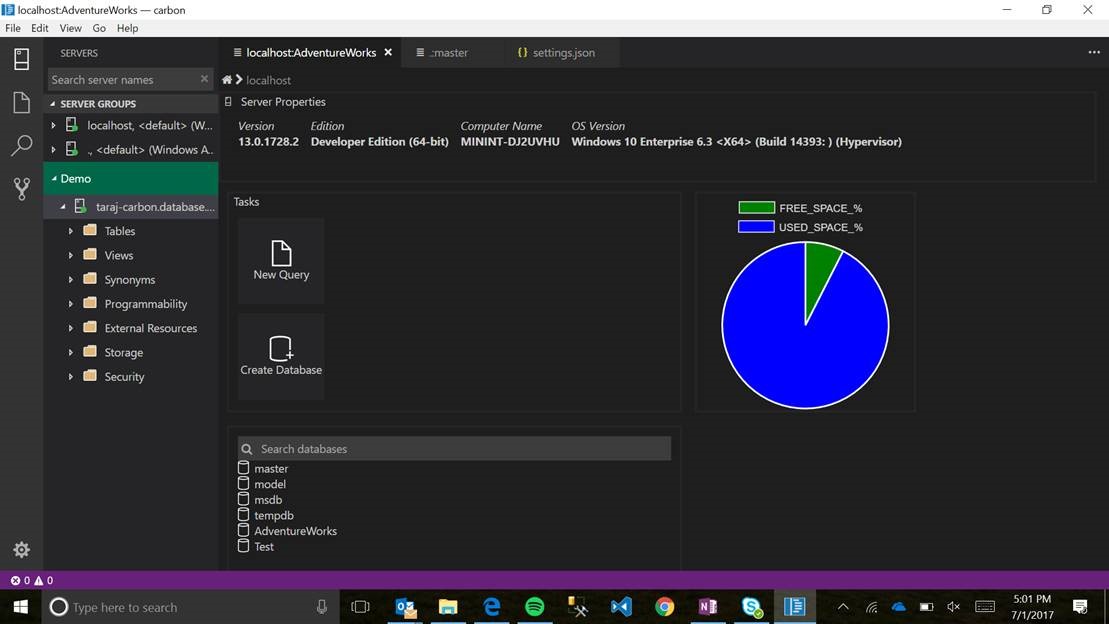 localhost:AdventureWorks — carbon
File Edit View Go Help
SERVERS
Search server names
SERVER GROUPS
localhost, <default> (W...
., <default> (Windows A...
Demo
taraj-carbon.database....
Tables
Views
Synonyms
Programmability
External Resources
Storage
Security
localhost:AdventureWorks
:master
{} settings.json
localhost
Server Properties
Version Edition Computer Name OS Version
13.0.1728.2 Developer Edition (64-bit) MININT-DJ2UVHU Windows 10 Enterprise 6.3 <X64> (Build 14393: ) (Hypervisor)
Tasks
New Query
Create Database
FREE_SPACE_%
USED_SPACE_%
Search databases
master
model
msdb
tempdb
AdventureWorks
Test
0 0
Type here to search
5:01 PM
7/1/2017